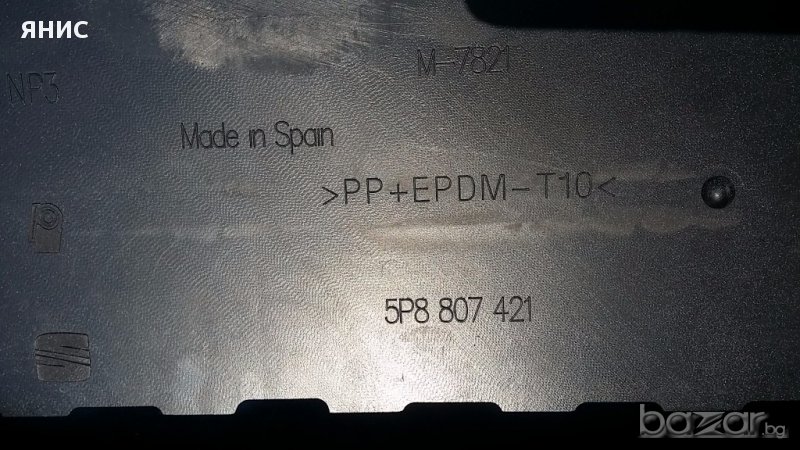 ЯНИС
M-7821
NP3
Made in Spain
>PP+EPDM-T10<
5P8 807 421
bazar.bg